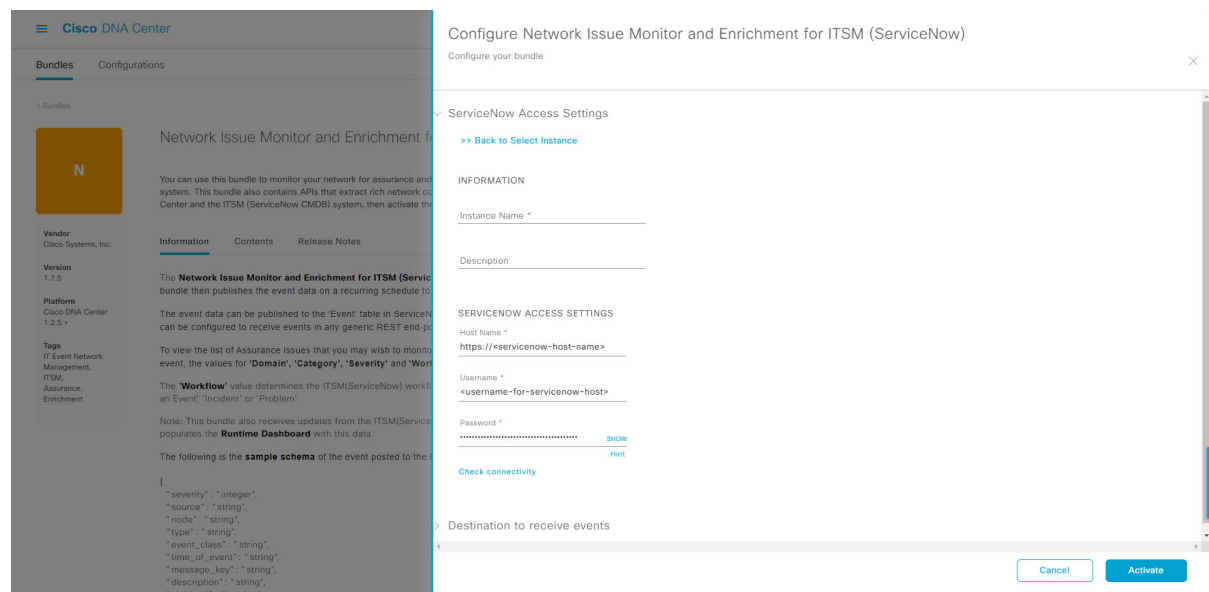 Cisco DNA Center
Bundles Configurations
< Bundles
N
Vendor
Cisco Systems, Inc.
Version
1.7.5
Platform
Cisco DNA Center
1.2.5 +
Tags
IT Event Network
Management,
ITSM,
Assurance,
Enrichment
Network Issue Monitor and Enrichment f
You can use this bundle to monitor your network for assurance and
system. This bundle also contains APIs that extract rich network co
Center and the ITSM (ServiceNow CMDB) system, then activate the
Information Contents Release Notes
The Network Issue Monitor and Enrichment for ITSM (Servic
bundle then publishes the event data on a recurring schedule to
The event data can be published to the 'Event' table in ServiceN
can be configured to receive events in any generic REST end-po
To view the list of Assurance issues that you may wish to monito
event, the values for 'Domain', 'Category', 'Severity' and 'Worl
The 'Workflow' value determines the ITSM(ServiceNow) workfl
an Event', 'Incident' or 'Problem'.
Note: This bundle also receives updates from the ITSM(Service
populates the Runtime Dashboard with this data.
The following is the sample schema of the event posted to the I
{
"severity" : "integer",
"source" : "string",
"node" : "string",
"type" : "string",
"event_class" : "string",
"time_of_event" : "string",
"message_key" : "string",
"description" : "string",
Configure Network Issue Monitor and Enrichment for ITSM (ServiceNow)
Configure your bundle
ServiceNow Access Settings
>> Back to Select Instance
INFORMATION
Instance Name *
Description
SERVICENOW ACCESS SETTINGS
Host Name *
https://<servicenow-host-name>
Username *
<username-for-servicenow-host>
Password *
SHOW
Hint
Check connectivity
Destination to receive events
Cancel Activate